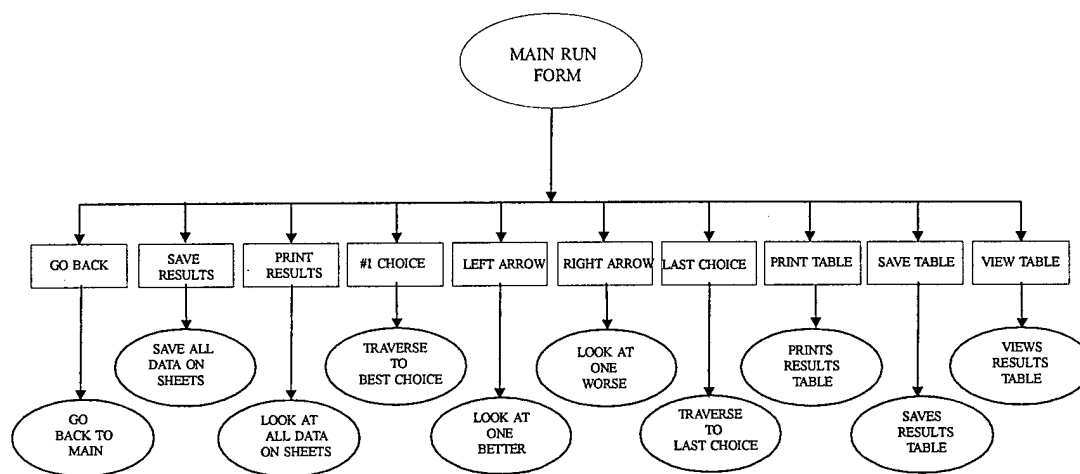 MAIN RUN
FORM
GO BACK
SAVE
RESULTS
PRINT
RESULTS
#1 CHOICE
LEFT ARROW
RIGHT ARROW
LAST CHOICE
PRINT TABLE
SAVE TABLE
VIEW TABLE
SAVE ALL
DATA ON
SHEETS
TRAVERSE
TO
BEST CHOICE
LOOK AT
ONE
WORSE
PRINTS
RESULTS
TABLE
VIEWS
RESULTS
TABLE
GO
BACK TO
MAIN
LOOK AT
ALL DATA
ON SHEETS
LOOK AT
ONE
BETTER
TRAVERSE
TO
LAST CHOICE
SAVES
RESULTS
TABLE